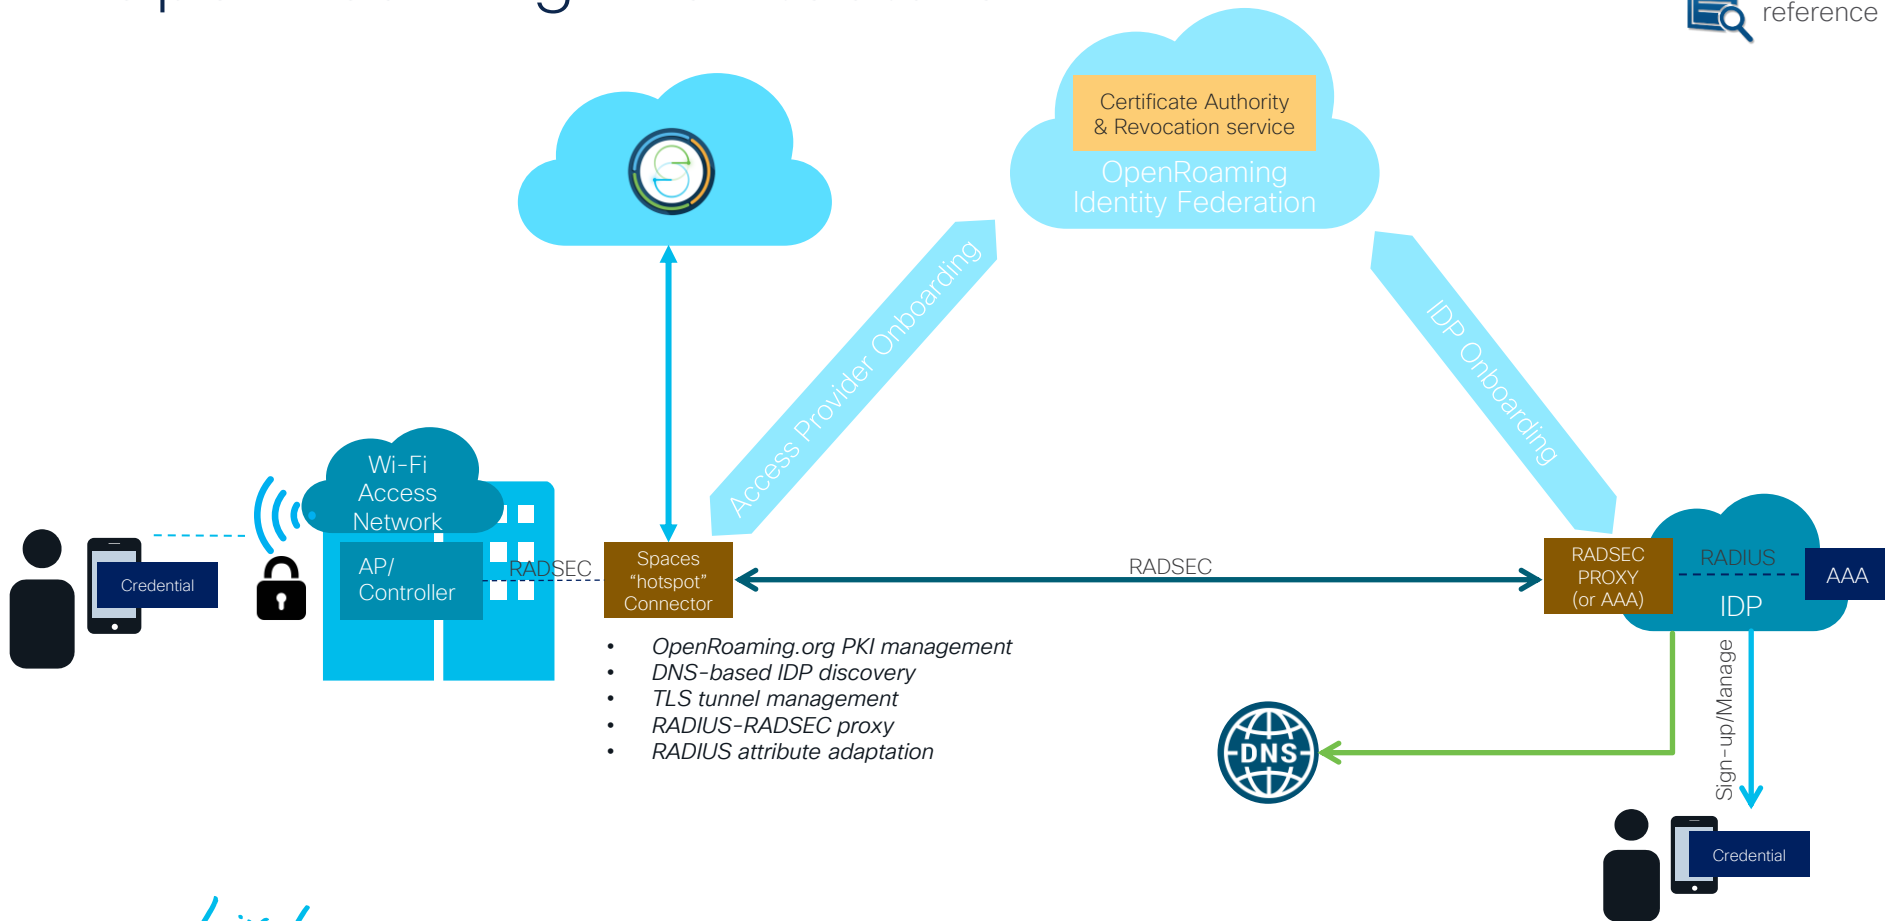 reference
Certificate Authority
& Revocation service
OpenRoaming
Identity Federation
Access Provider Onboarding
IDP Onboarding
Wi-Fi
Access
Network
AP/
Controller
Credential
RADSEC
Spaces
“hotspot”
Connector
RADSEC
RADSEC
PROXY
(or AAA)
RADIUS
AAA
IDP
• OpenRoaming.org PKI management
• DNS-based IDP discovery
• TLS tunnel management
• RADIUS-RADSEC proxy
• RADIUS attribute adaptation
DNS
Sign-up/Manage
Credential